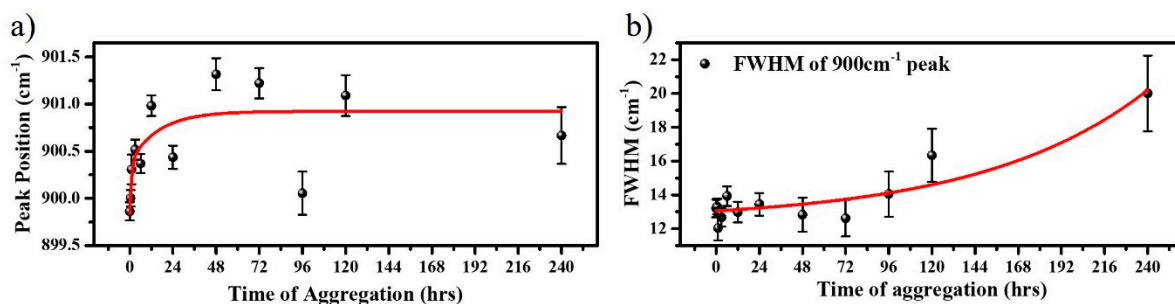 a)
Peak Position (cm⁻¹)
901.5
901.0
900.5
900.0
899.5
0 24 48 72 96 120 144 168 192 216 240
Time of Aggregation (hrs)
b)
FWHM of 900cm⁻¹ peak
FWHM (cm⁻¹)
22
20
18
16
14
12
0 24 48 72 96 120 144 168 192 216 240
Time of aggregation (hrs)